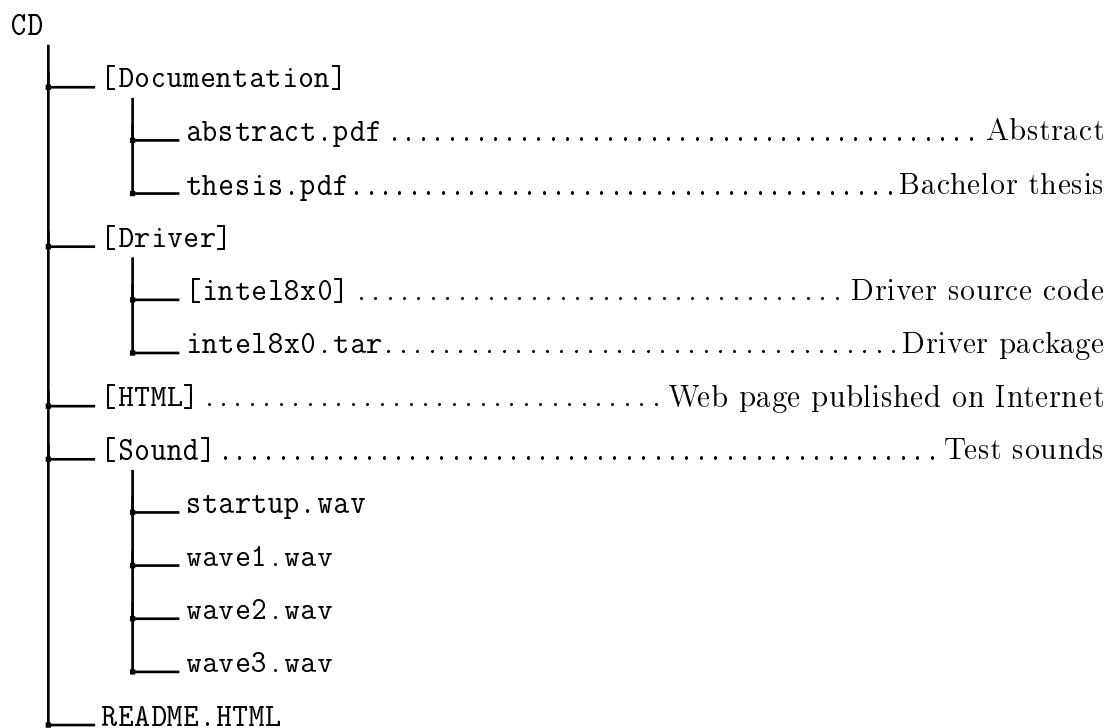 CD
[Documentation]
abstract.pdf ......................................... Abstract
thesis.pdf ...................................... Bachelor thesis
[Driver]
[intel8x0] .................................. Driver source code
intel8x0.tar .................................... Driver package
[HTML] ................................ Web page published on Internet
[Sound] .................................................. Test sounds
startup.wav
wave1.wav
wave2.wav
wave3.wav
README.HTML